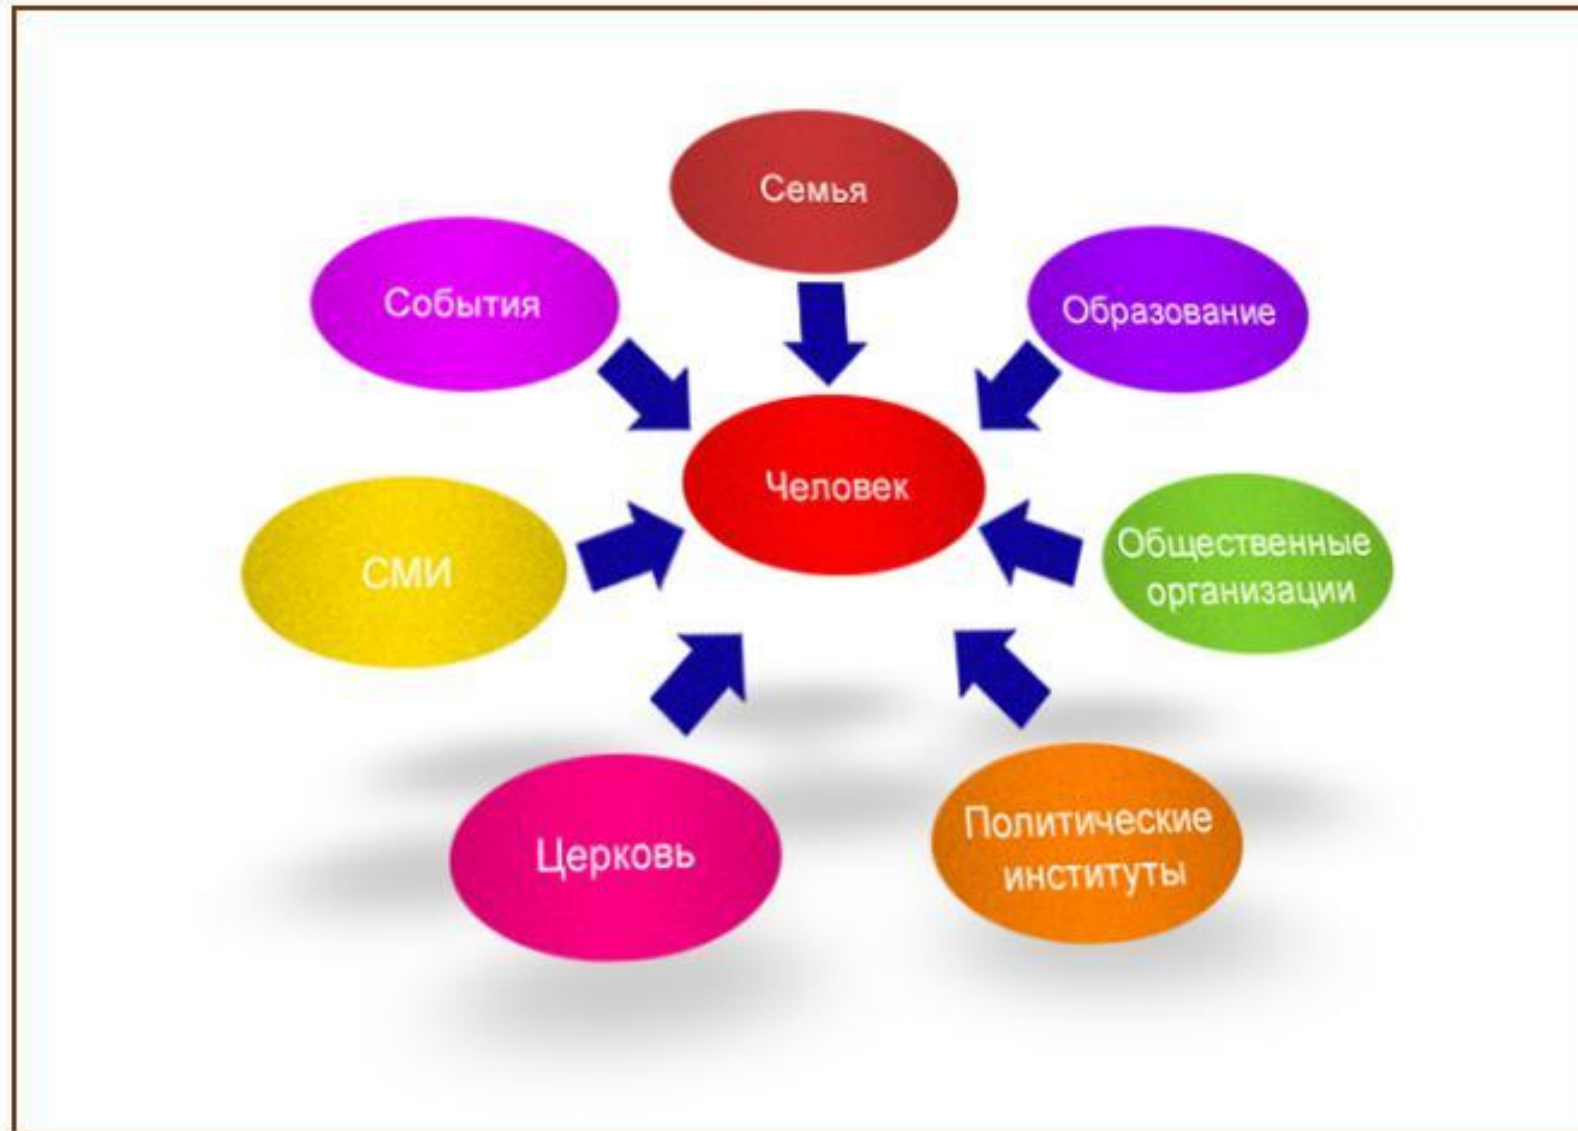 Семья
События
Образование
Человек
СМИ
Общественные
организации
Церковь
Политические
институты